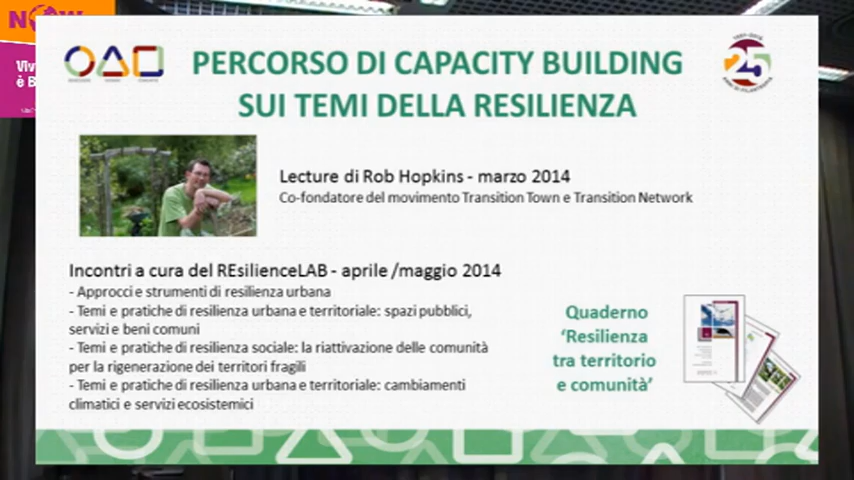 NOW
Viv
è B
PERCORSO DI CAPACITY BUILDING
SUI TEMI DELLA RESILIENZA
25
Lecture di Rob Hopkins - marzo 2014
Co-fondatore del movimento Transition Town e Transition Network
Incontri a cura del REsilienceLAB - aprile /maggio 2014
- Approcci e strumenti di resilienza urbana
- Temi e pratiche di resilienza urbana e territoriale: spazi pubblici,
servizi e beni comuni
- Temi e pratiche di resilienza sociale: la riattivazione delle comunità
per la rigenerazione dei territori fragili
- Temi e pratiche di resilienza urbana e territoriale: cambiamenti
climatici e servizi ecosistemici
Quaderno
'Resilienza
tra territorio
e comunità'